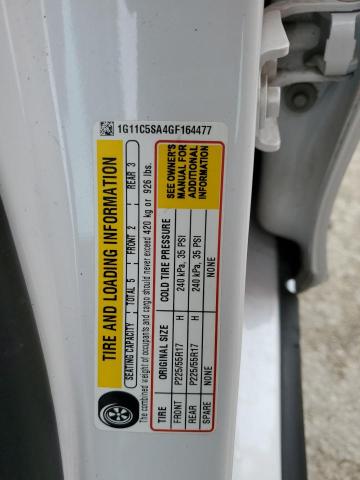 1G11C5SA4GF164477
TIRE AND LOADING INFORMATION
SEATING CAPACITY TOTAL 5 FRONT 2 REAR 3
The combined weight of occupants and cargo should never exceed 420 kg or 926 lbs.
TIRE ORIGINAL SIZE COLD TIRE PRESSURE
FRONT P225/55R17 H 240 kPa, 35 PSI
REAR P225/55R17 H 240 kPa, 35 PSI
SPARE NONE NONE
SEE OWNER'S
MANUAL FOR
ADDITIONAL
INFORMATION